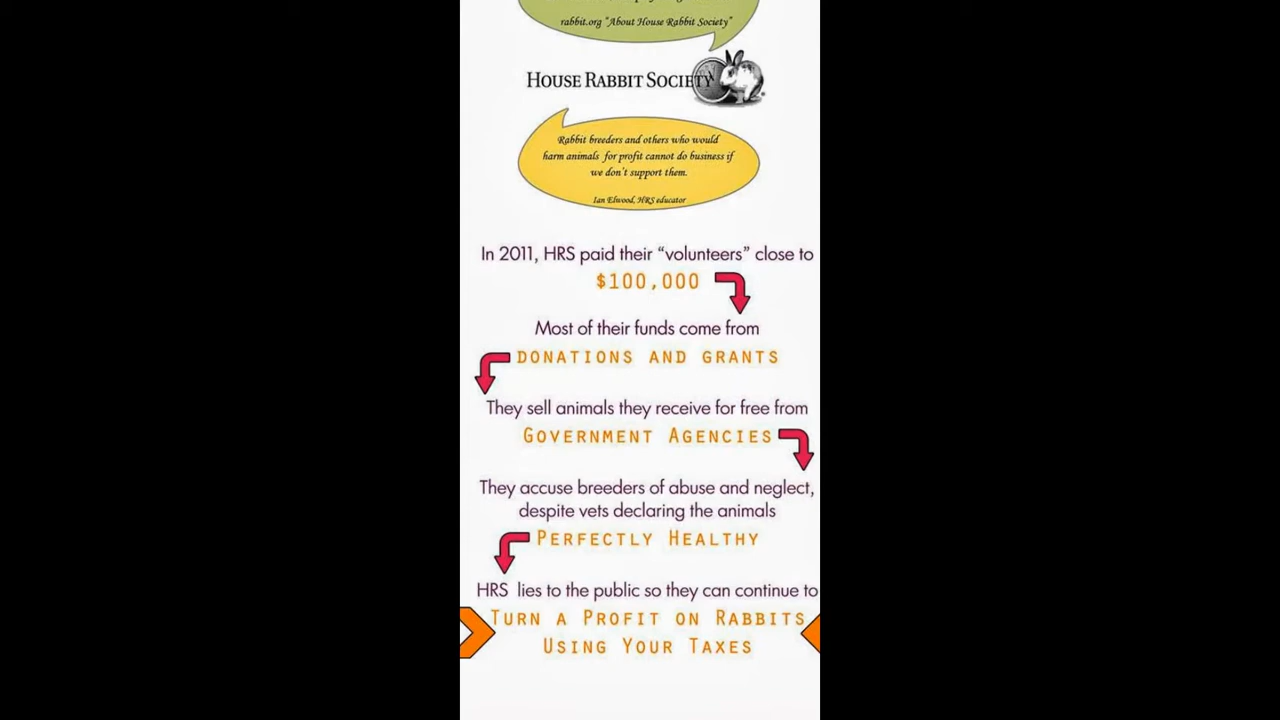 rabbit.org "About House Rabbit Society"
HOUSE RABBIT SOCIETY
Rabbit breeders and others who would
harm animals for profit cannot do business if
we don't support them.
Ian Elwood, HRS educator
In 2011, HRS paid their “volunteers” close to
$100,000
Most of their funds come from
DONATIONS AND GRANTS
They sell animals they receive for free from
GOVERNMENT AGENCIES
They accuse breeders of abuse and neglect,
despite vets declaring the animals
PERFECTLY HEALTHY
HRS lies to the public so they can continue to
TURN A PROFIT ON RABBITS
USING YOUR TAXES